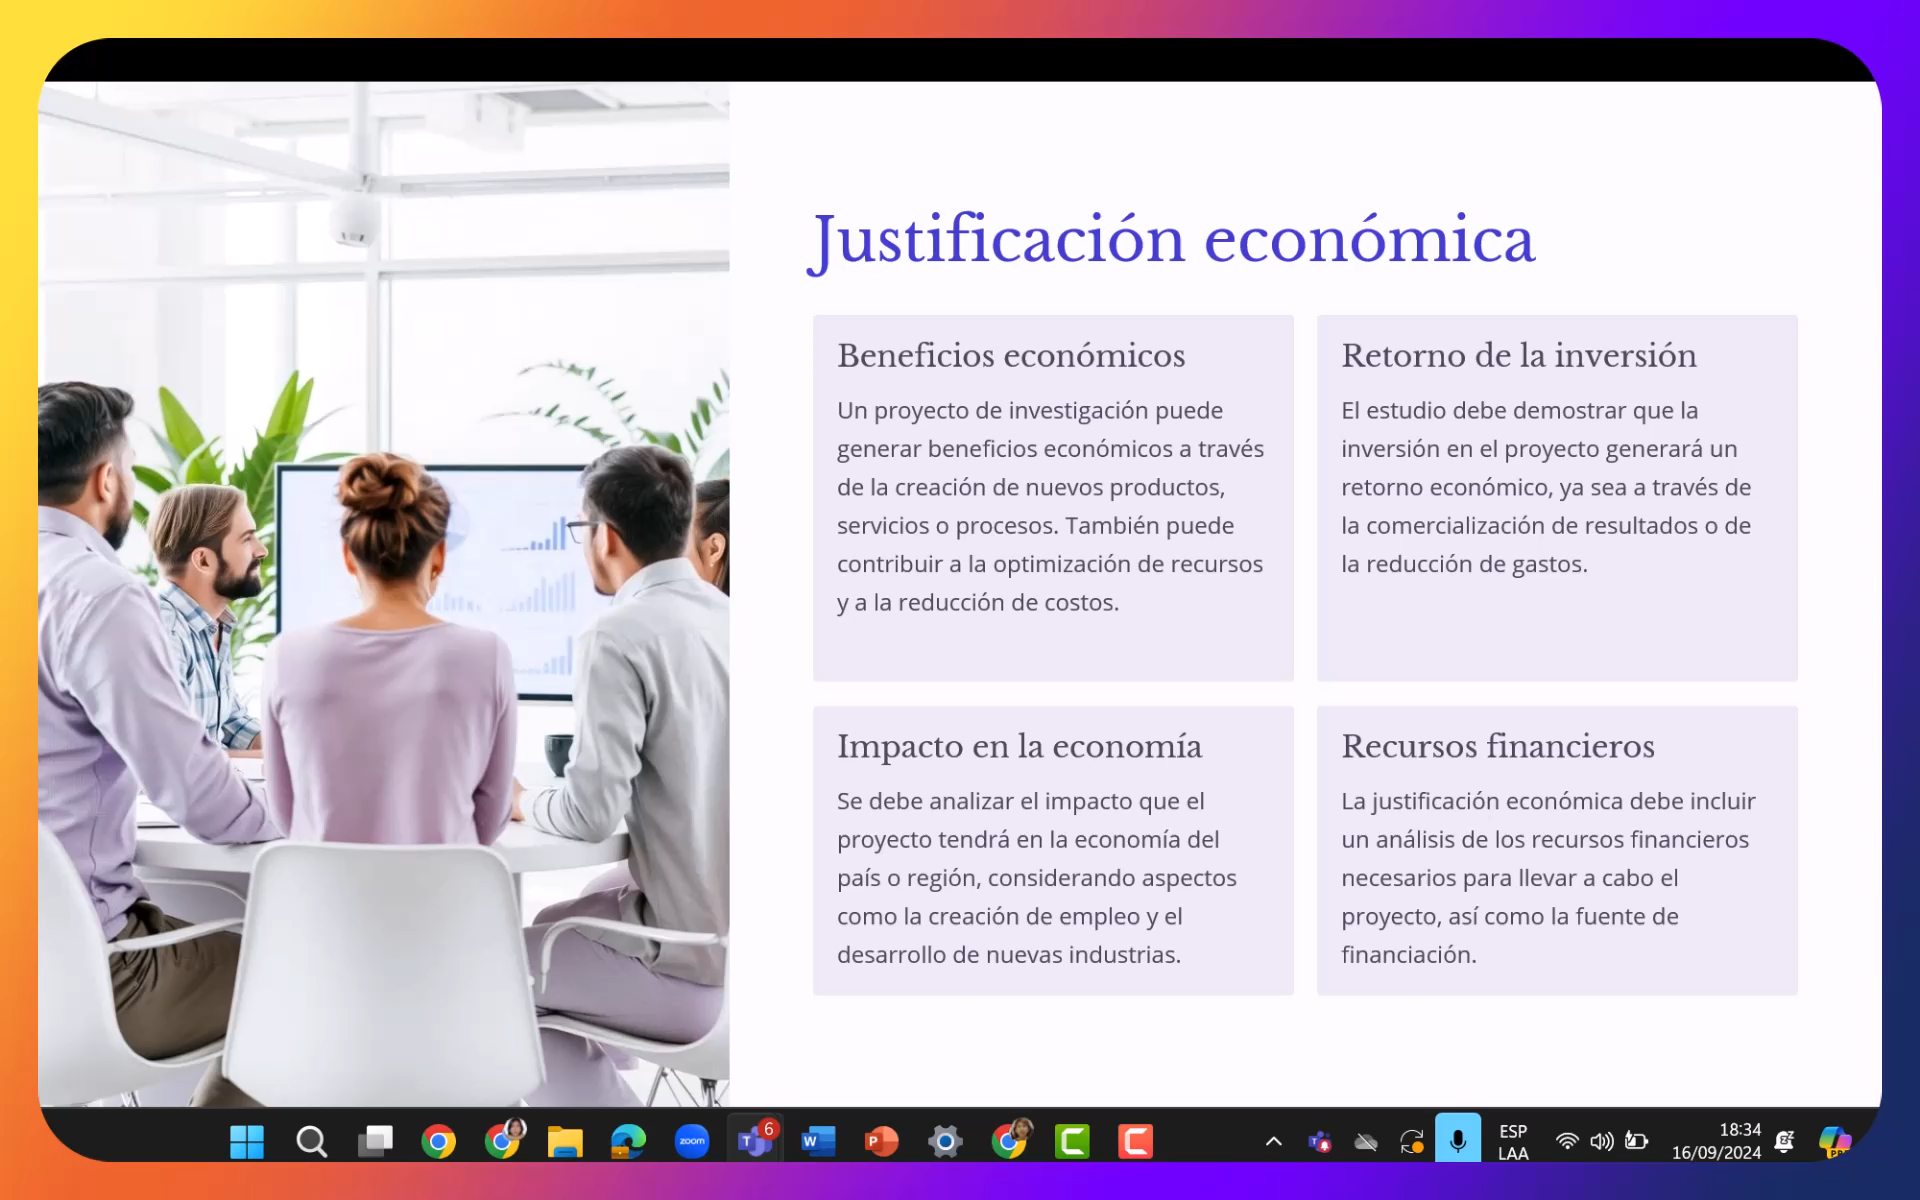 Justificación económica
Beneficios económicos
Un proyecto de investigación puede
generar beneficios económicos a través
de la creación de nuevos productos,
servicios o procesos. También puede
contribuir a la optimización de recursos
y a la reducción de costos.
Retorno de la inversión
El estudio debe demostrar que la
inversión en el proyecto generará un
retorno económico, ya sea a través de
la comercialización de resultados o de
la reducción de gastos.
Impacto en la economía
Se debe analizar el impacto que el
proyecto tendrá en la economía del
país o región, considerando aspectos
como la creación de empleo y el
desarrollo de nuevas industrias.
Recursos financieros
La justificación económica debe incluir
un análisis de los recursos financieros
necesarios para llevar a cabo el
proyecto, así como la fuente de
financiación.
zoom
T
6
W
P
ESP
LAA
18:34
16/09/2024